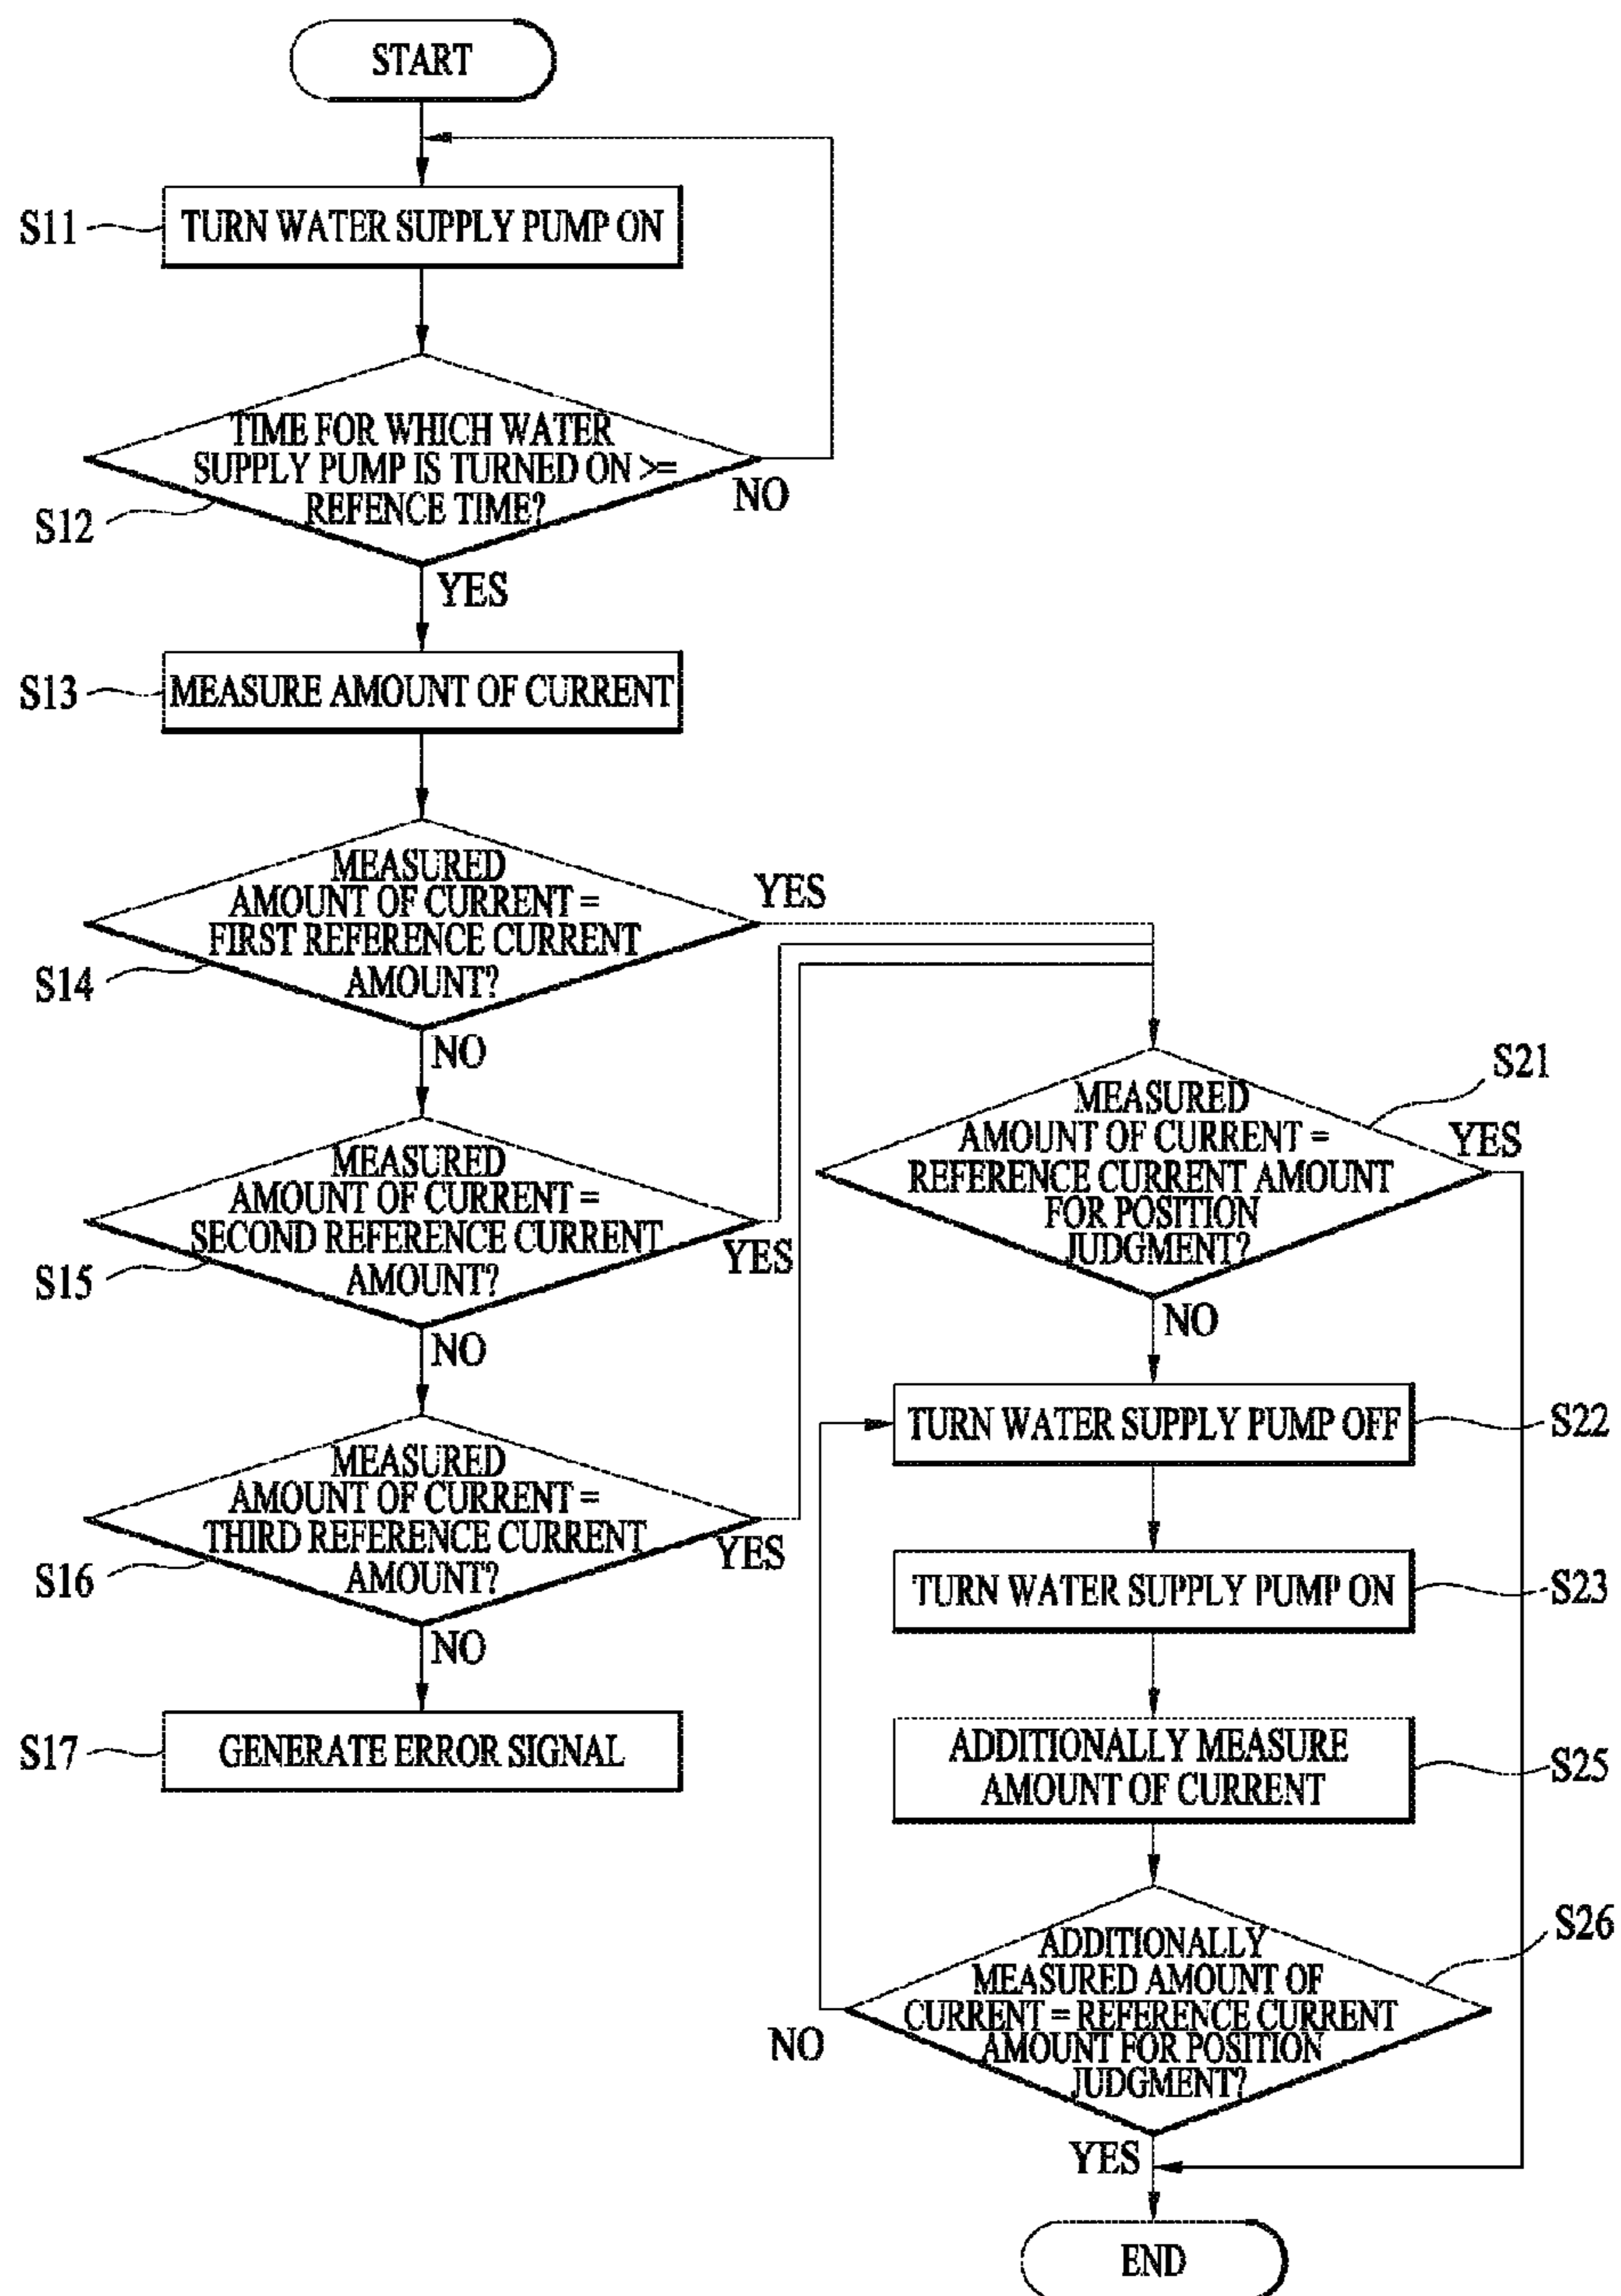 START
S11
TURN WATER SUPPLY PUMP ON
TIME FOR WHICH WATER
SUPPLY PUMP IS TURNED ON >=
REFENCE TIME?
S12
NO
YES
S13
MEASURE AMOUNT OF CURRENT
MEASURED
AMOUNT OF CURRENT =
FIRST REFERENCE CURRENT
AMOUNT?
S14
YES
NO
MEASURED
AMOUNT OF CURRENT =
SECOND REFERENCE CURRENT
AMOUNT?
S15
YES
NO
MEASURED
AMOUNT OF CURRENT =
THIRD REFERENCE CURRENT
AMOUNT?
S16
YES
NO
S17
GENERATE ERROR SIGNAL
S21
MEASURED
AMOUNT OF CURRENT =
REFERENCE CURRENT AMOUNT
FOR POSITION
JUDGMENT?
YES
NO
TURN WATER SUPPLY PUMP OFF
S22
TURN WATER SUPPLY PUMP ON
S23
ADDITIONALLY MEASURE
AMOUNT OF CURRENT
S25
S26
ADDITIONALLY
MEASURED AMOUNT OF
CURRENT = REFERENCE CURRENT
AMOUNT FOR POSITION
JUDGMENT?
NO
YES
END